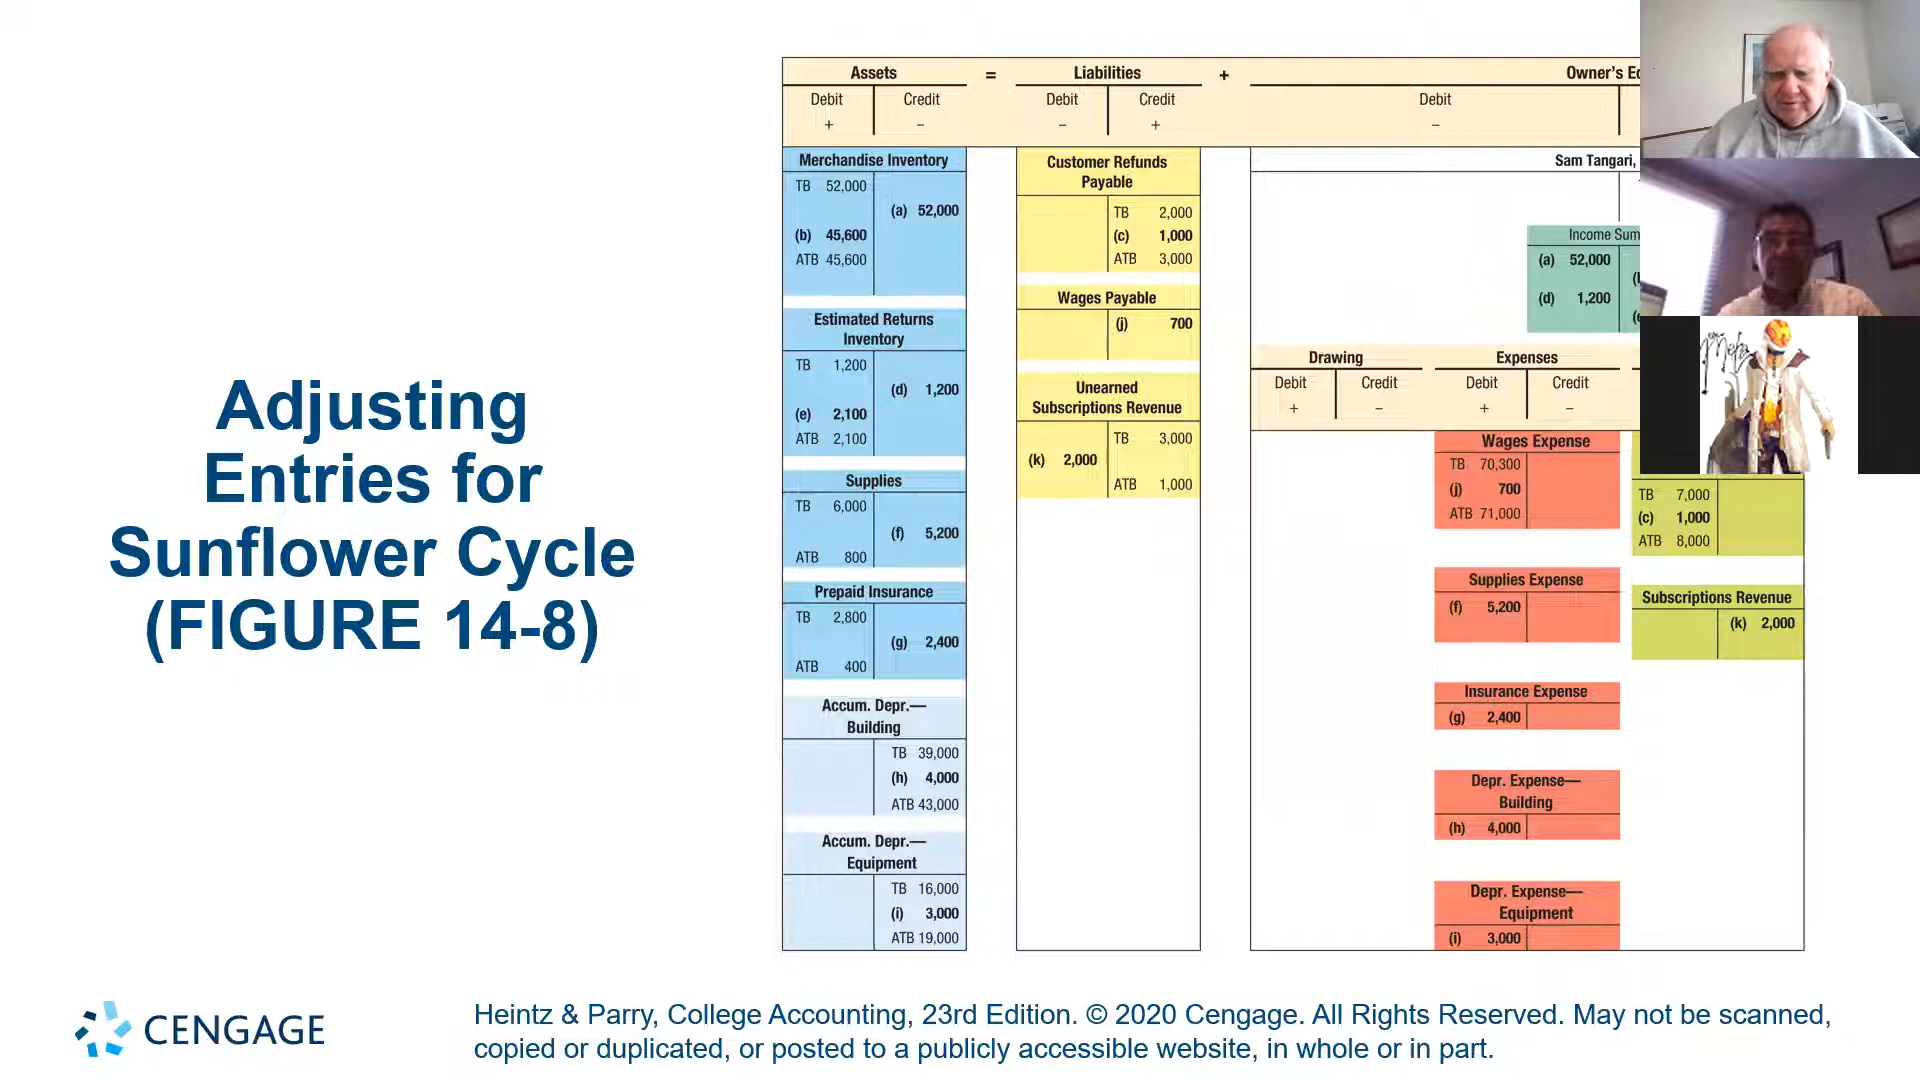 Adjusting
Entries for
Sunflower Cycle
(FIGURE 14-8)
Assets = Liabilities + Owner's
Debit Credit Debit Credit Debit
+ − − + −
Merchandise Inventory
TB 52,000
(a) 52,000
(b) 45,600
ATB 45,600
Estimated Returns
Inventory
TB 1,200
(d) 1,200
(e) 2,100
ATB 2,100
Supplies
TB 6,000
(f) 5,200
ATB 800
Prepaid Insurance
TB 2,800
(g) 2,400
ATB 400
Accum. Depr.—
Building
TB 39,000
(h) 4,000
ATB 43,000
Accum. Depr.—
Equipment
TB 16,000
(i) 3,000
ATB 19,000
Customer Refunds
Payable
TB 2,000
(c) 1,000
ATB 3,000
Wages Payable
(j) 700
Unearned
Subscriptions Revenue
TB 3,000
(k) 2,000
ATB 1,000
Sam Tangari,
Income Sum
(a) 52,000
(d) 1,200
Drawing Expenses
Debit Credit Debit Credit
+ − + −
Wages Expense
TB 70,300
(j) 700
ATB 71,000
Supplies Expense
(f) 5,200
Insurance Expense
(g) 2,400
Depr. Expense—
Building
(h) 4,000
Depr. Expense—
Equipment
(i) 3,000
TB 7,000
(c) 1,000
ATB 8,000
Subscriptions Revenue
(k) 2,000
CENGAGE
Heintz & Parry, College Accounting, 23rd Edition. © 2020 Cengage. All Rights Reserved. May not be scanned,
copied or duplicated, or posted to a publicly accessible website, in whole or in part.